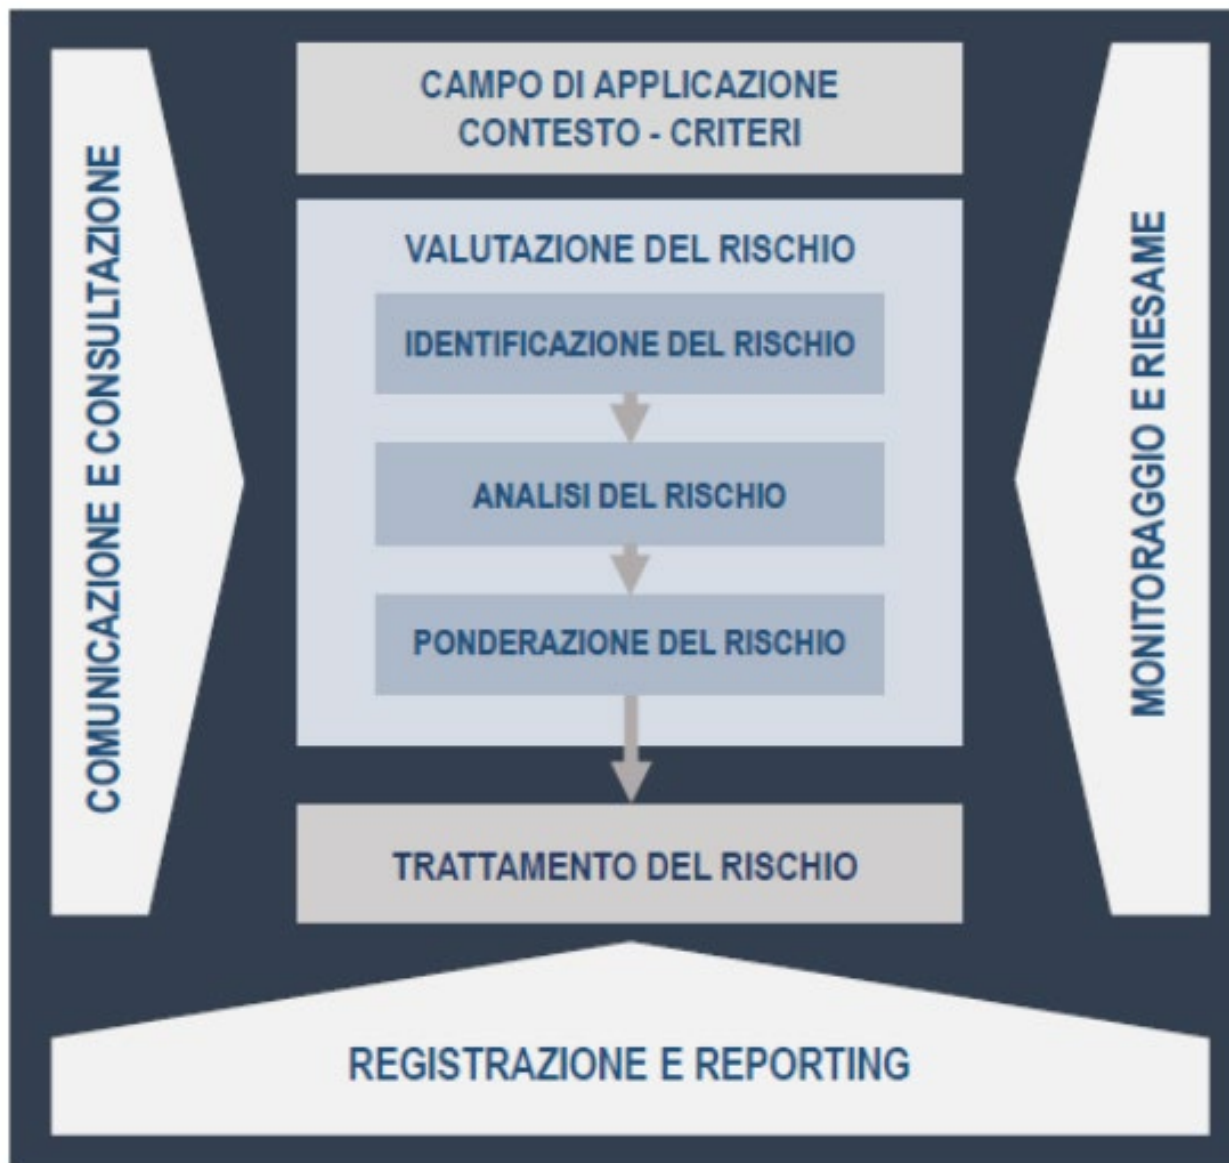 CAMPO DI APPLICAZIONE
CONTESTO - CRITERI
COMUNICAZIONE E CONSULTAZIONE
VALUTAZIONE DEL RISCHIO
IDENTIFICAZIONE DEL RISCHIO
ANALISI DEL RISCHIO
PONDERAZIONE DEL RISCHIO
MONITORAGGIO E RIESAME
TRATTAMENTO DEL RISCHIO
REGISTRAZIONE E REPORTING